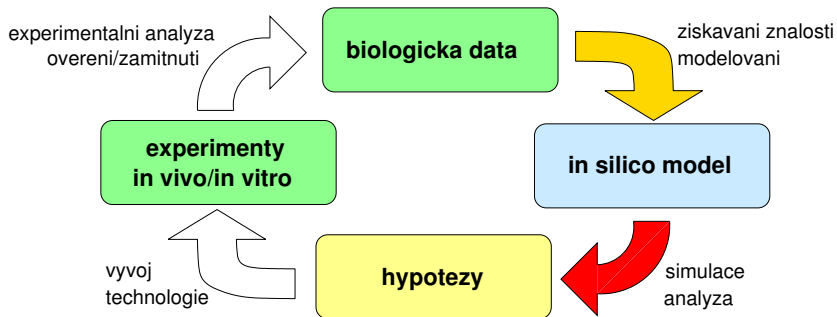 experimentalni analyza
overeni/zamitnuti
biologicka data
ziskavani znalosti
modelovani
experimenty
in vivo/in vitro
in silico model
vyvoj
technologie
hypotezy
simulace
analyza